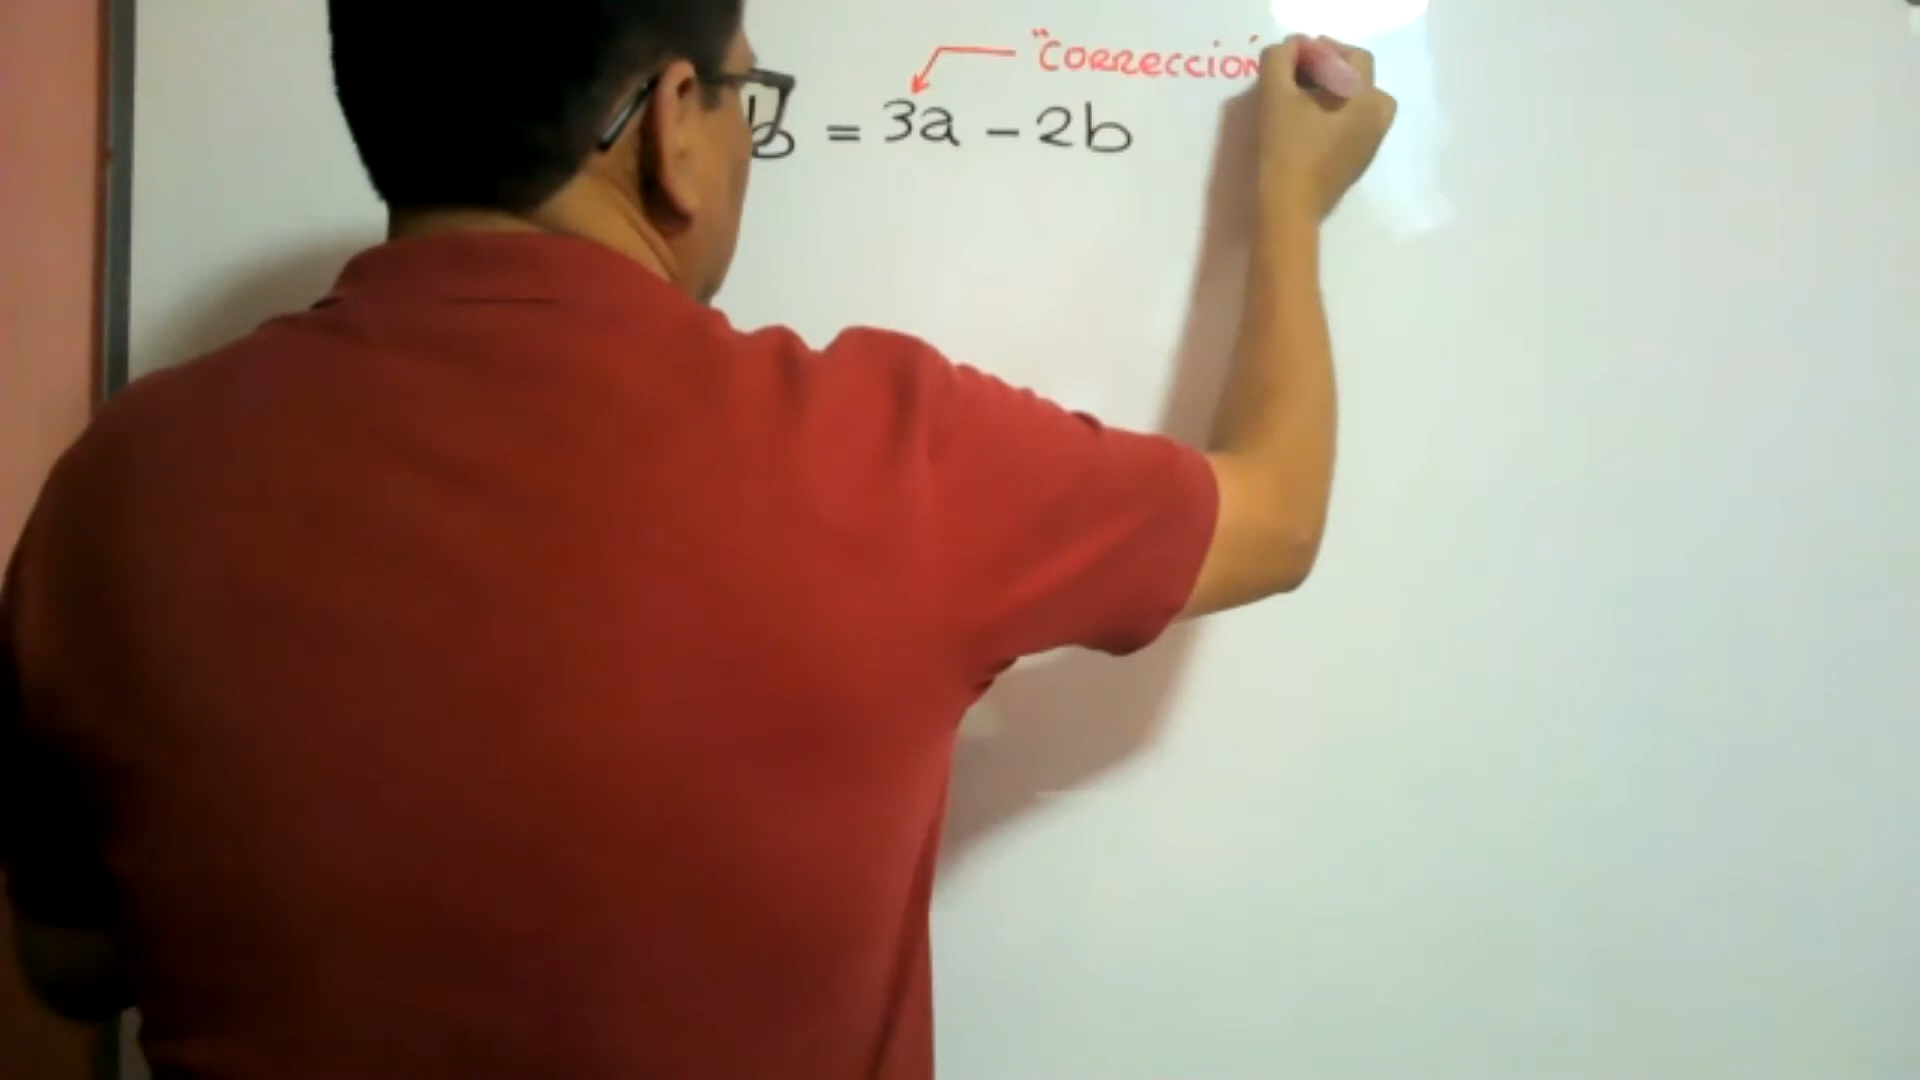 "CORRECCIÓN
b = 3a - 2b